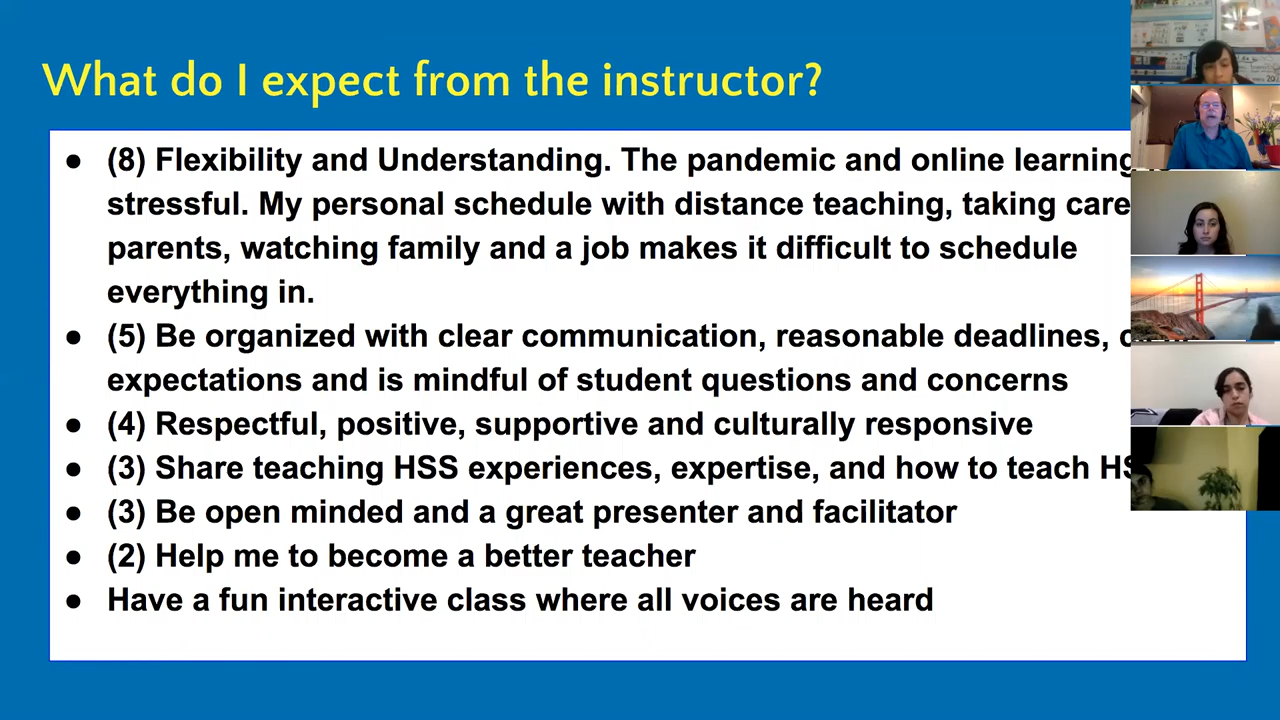 What do I expect from the instructor?
● (8) Flexibility and Understanding. The pandemic and online learning
stressful. My personal schedule with distance teaching, taking care
parents, watching family and a job makes it difficult to schedule
everything in.
● (5) Be organized with clear communication, reasonable deadlines,
expectations and is mindful of student questions and concerns
● (4) Respectful, positive, supportive and culturally responsive
● (3) Share teaching HSS experiences, expertise, and how to teach
● (3) Be open minded and a great presenter and facilitator
● (2) Help me to become a better teacher
● Have a fun interactive class where all voices are heard